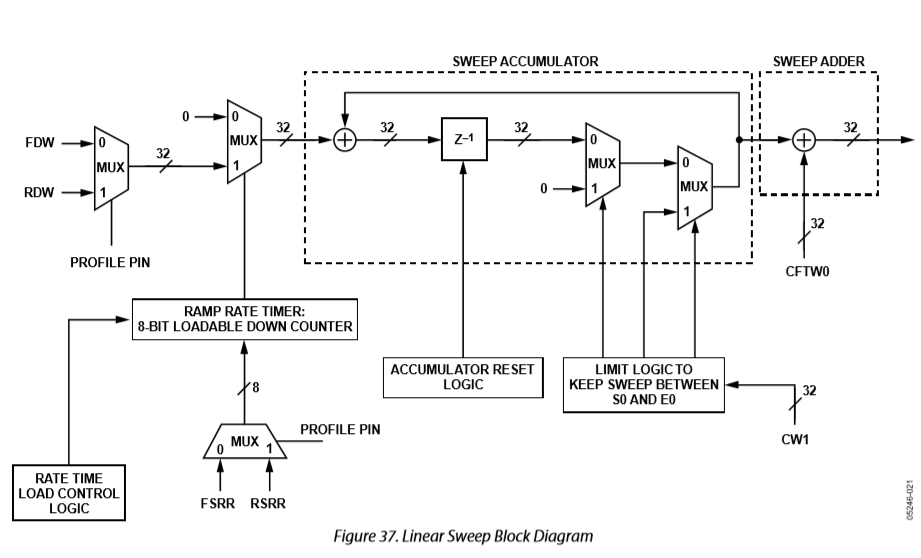 SWEEP ACCUMULATOR
SWEEP ADDER
FDW
RDW
0
MUX
1
32
PROFILE PIN
0
0
MUX
1
32
32
Z–1
32
0
0
MUX
1
0
MUX
1
32
32
CFTW0
RAMP RATE TIMER:
8-BIT LOADABLE DOWN COUNTER
ACCUMULATOR RESET
LOGIC
LIMIT LOGIC TO
KEEP SWEEP BETWEEN
S0 AND E0
32
CW1
8
0
MUX
1
PROFILE PIN
FSRR
RSRR
RATE TIME
LOAD CONTROL
LOGIC
05246-021
Figure 37. Linear Sweep Block Diagram